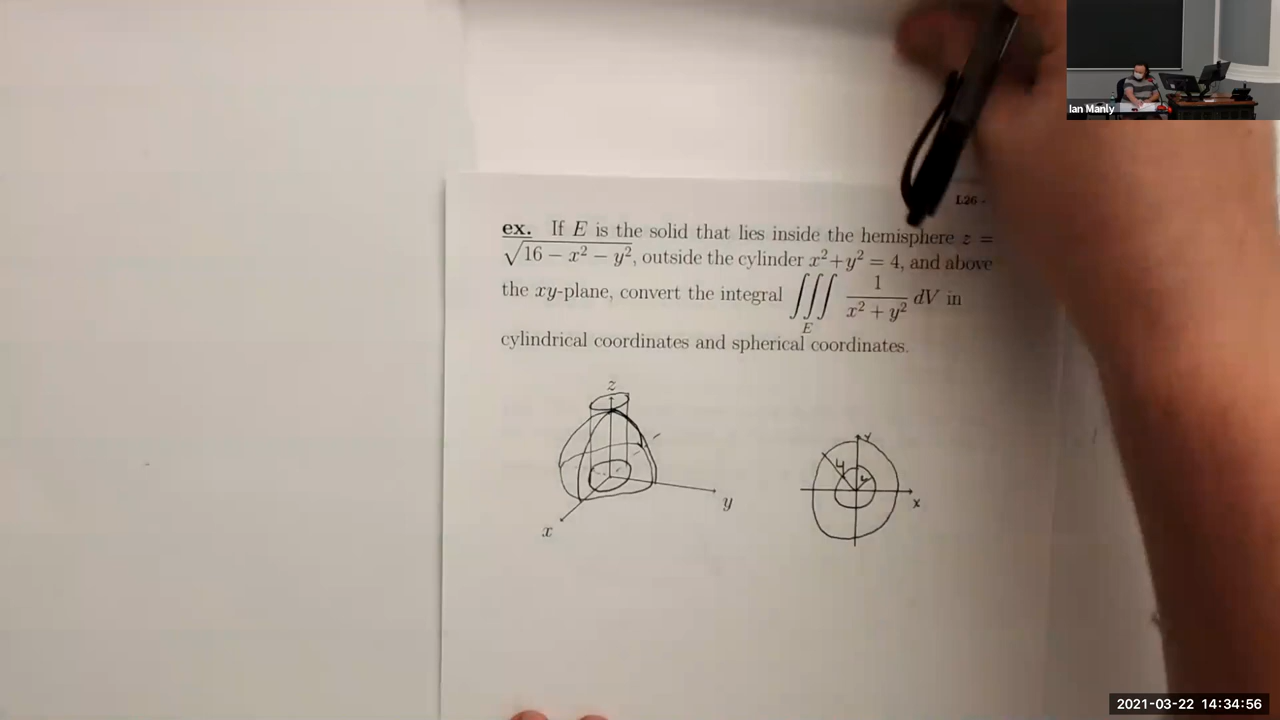 Ian Manly
L26 -
ex. If E is the solid that lies inside the hemisphere z =
√16 − x² − y², outside the cylinder x²+y² = 4, and above
the xy-plane, convert the integral ∭_E 1/(x² + y²) dV in
cylindrical coordinates and spherical coordinates.
z
y
x
y
4
x
2021-03-22 14:34:56